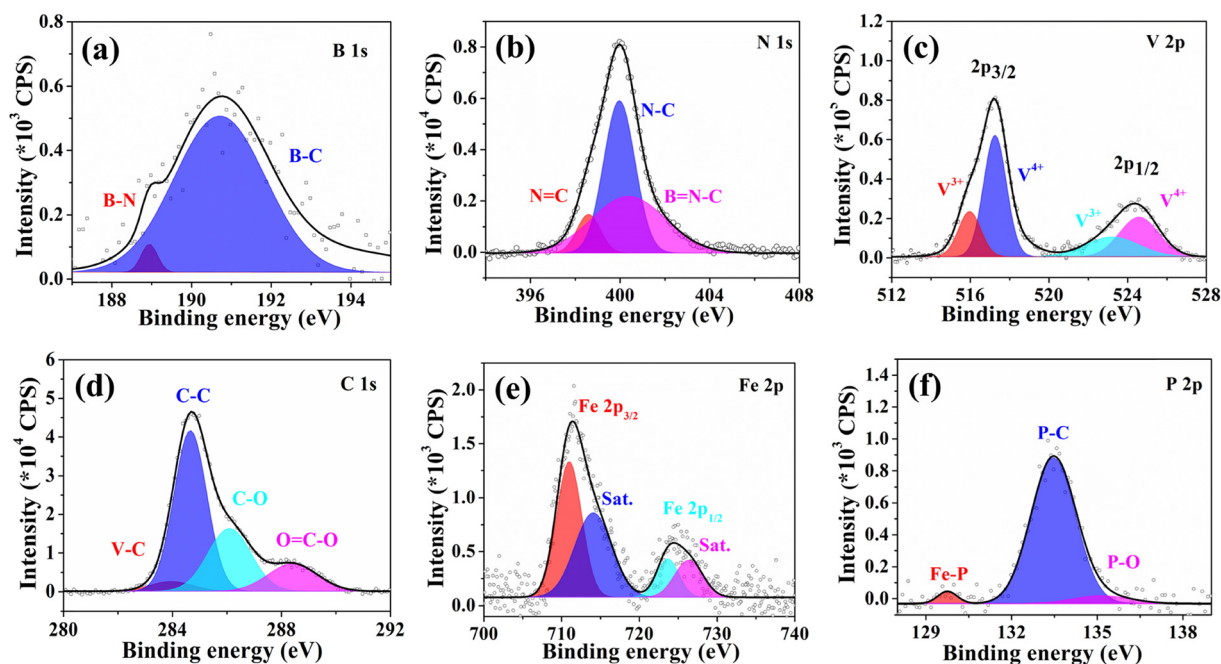 (a)
B 1s
B-N
B-C
Intensity (*10³ CPS)
0.8
0.6
0.4
0.2
0.0
188 190 192 194
Binding energy (eV)
(b)
N 1s
N-C
N=C
B=N-C
Intensity (*10⁴ CPS)
0.8
0.6
0.4
0.2
0.0
396 400 404 408
Binding energy (eV)
(c)
V 2p
2p3/2
2p1/2
V³⁺
V⁴⁺
V³⁺
V⁴⁺
Intensity (*10⁵ CPS)
1.2
1.0
0.8
0.6
0.4
0.2
0.0
512 516 520 524 528
Binding energy (eV)
(d)
C 1s
C-C
C-O
V-C
O=C-O
Intensity (*10⁴ CPS)
6
5
4
3
2
1
0
280 284 288 292
Binding energy (eV)
(e)
Fe 2p
Fe 2p3/2
Sat.
Fe 2p1/2
Sat.
Intensity (*10³ CPS)
2.0
1.5
1.0
0.5
0.0
700 710 720 730 740
Binding energy (eV)
(f)
P 2p
P-C
Fe-P
P-O
Intensity (*10³ CPS)
1.4
1.2
1.0
0.8
0.6
0.4
0.2
0.0
129 132 135 138
Binding energy (eV)